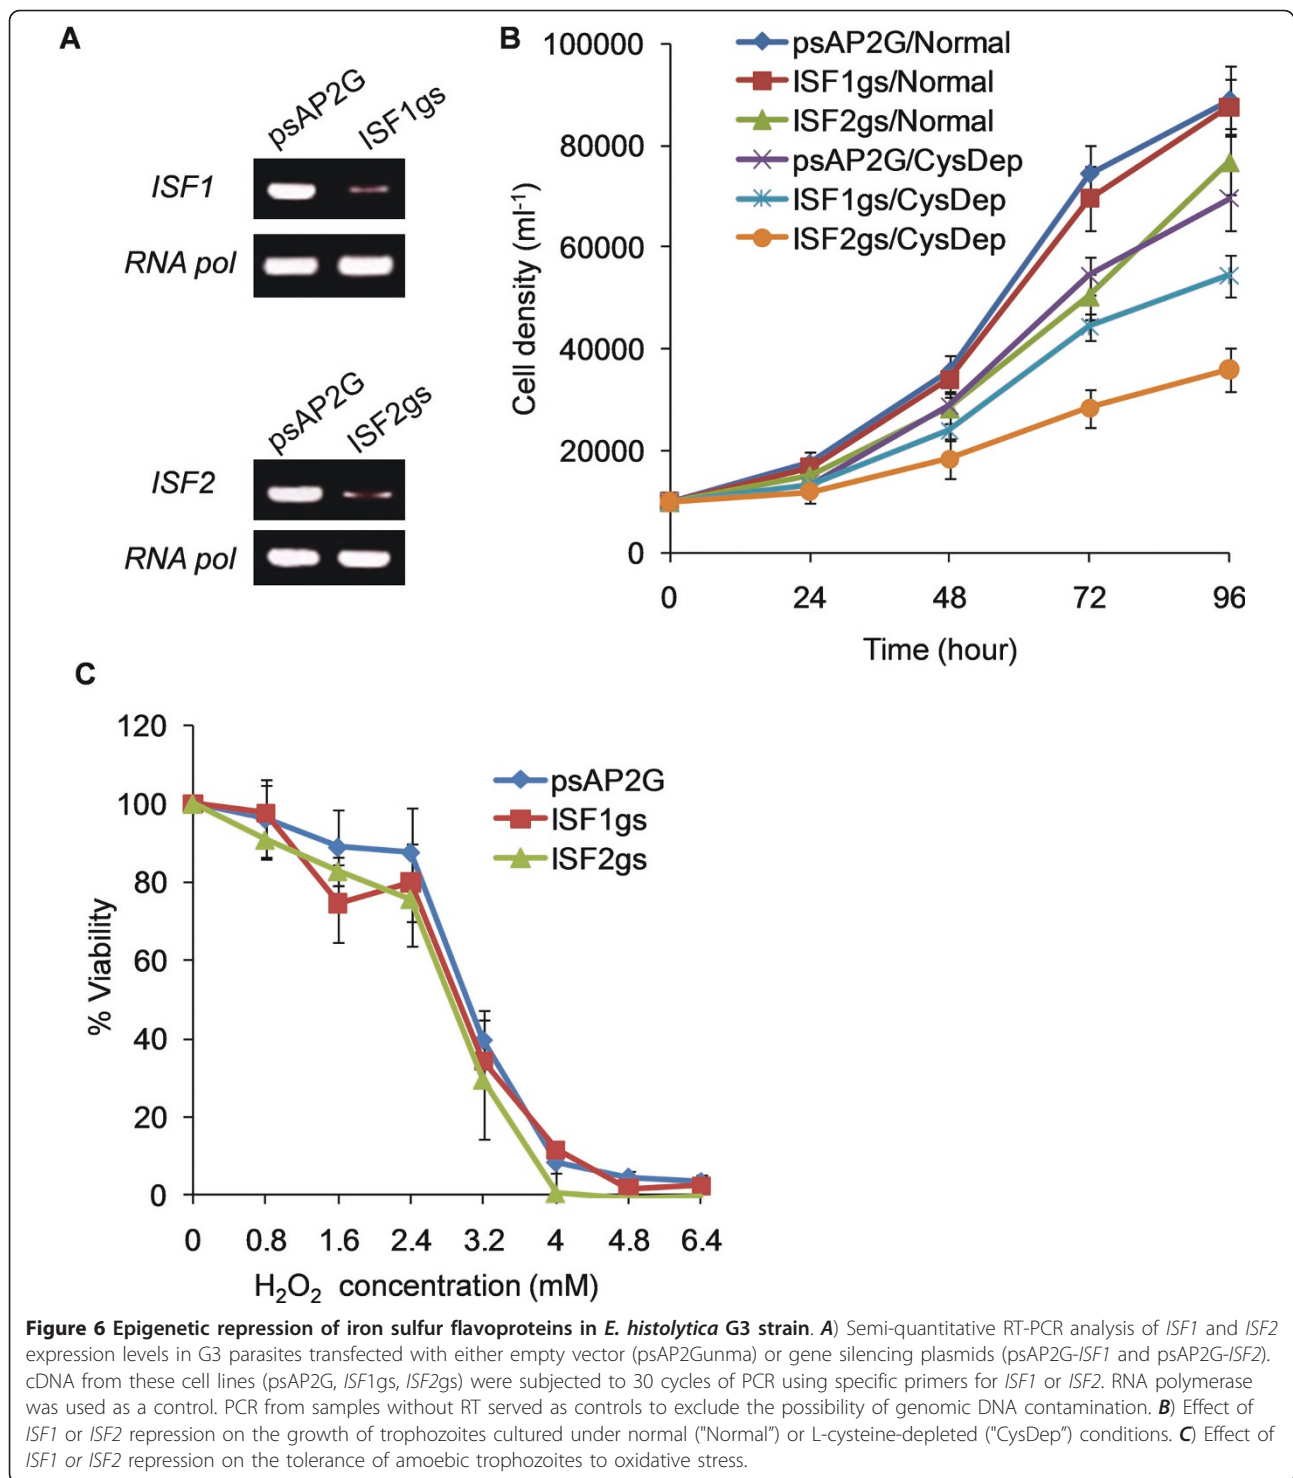 A
psAP2G
ISF1gs
ISF1
RNA pol
psAP2G
ISF2gs
ISF2
RNA pol
B
100000
80000
60000
40000
20000
0
Cell density (ml-1)
psAP2G/Normal
ISF1gs/Normal
ISF2gs/Normal
psAP2G/CysDep
ISF1gs/CysDep
ISF2gs/CysDep
0 24 48 72 96
Time (hour)
C
120
100
80
60
40
20
0
% Viability
psAP2G
ISF1gs
ISF2gs
0 0.8 1.6 2.4 3.2 4 4.8 6.4
H2O2 concentration (mM)
Figure 6 Epigenetic repression of iron sulfur flavoproteins in E. histolytica G3 strain. A) Semi-quantitative RT-PCR analysis of ISF1 and ISF2
expression levels in G3 parasites transfected with either empty vector (psAP2Gunma) or gene silencing plasmids (psAP2G-ISF1 and psAP2G-ISF2).
cDNA from these cell lines (psAP2G, ISF1gs, ISF2gs) were subjected to 30 cycles of PCR using specific primers for ISF1 or ISF2. RNA polymerase
was used as a control. PCR from samples without RT served as controls to exclude the possibility of genomic DNA contamination. B) Effect of
ISF1 or ISF2 repression on the growth of trophozoites cultured under normal ("Normal") or L-cysteine-depleted ("CysDep") conditions. C) Effect of
ISF1 or ISF2 repression on the tolerance of amoebic trophozoites to oxidative stress.